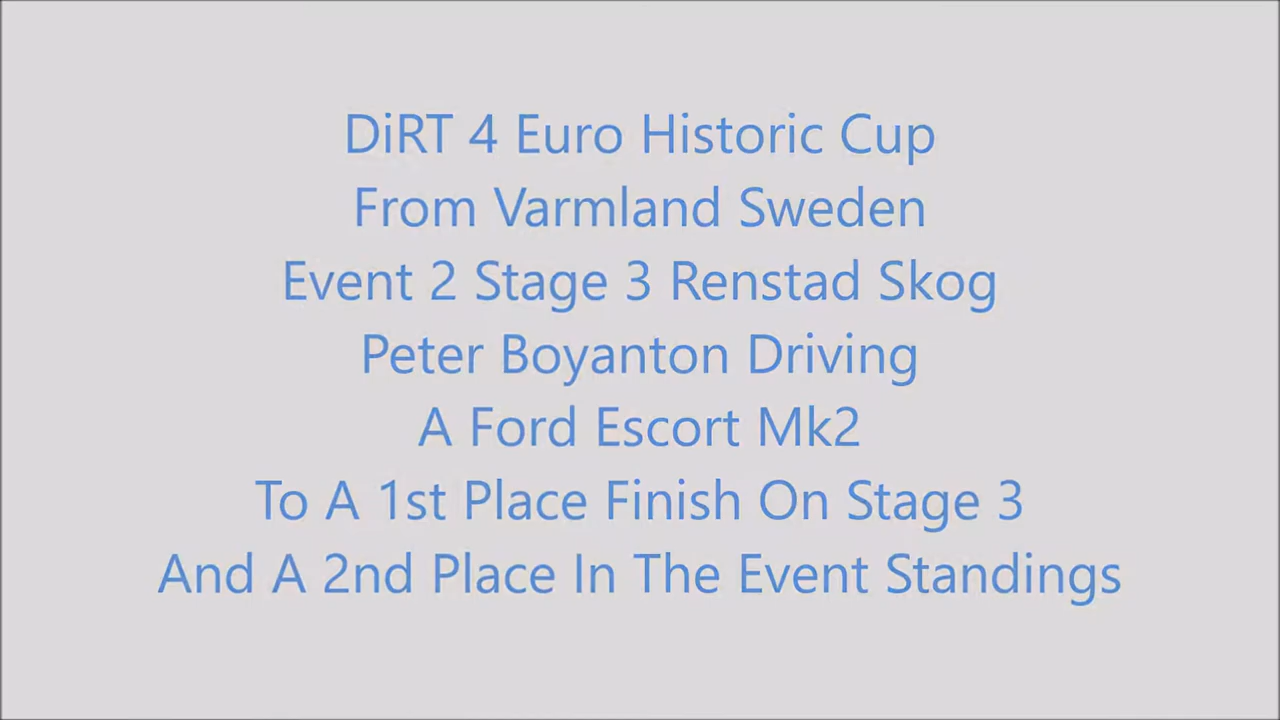 DiRT 4 Euro Historic Cup
From Varmland Sweden
Event 2 Stage 3 Renstad Skog
Peter Boyanton Driving
A Ford Escort Mk2
To A 1st Place Finish On Stage 3
And A 2nd Place In The Event Standings